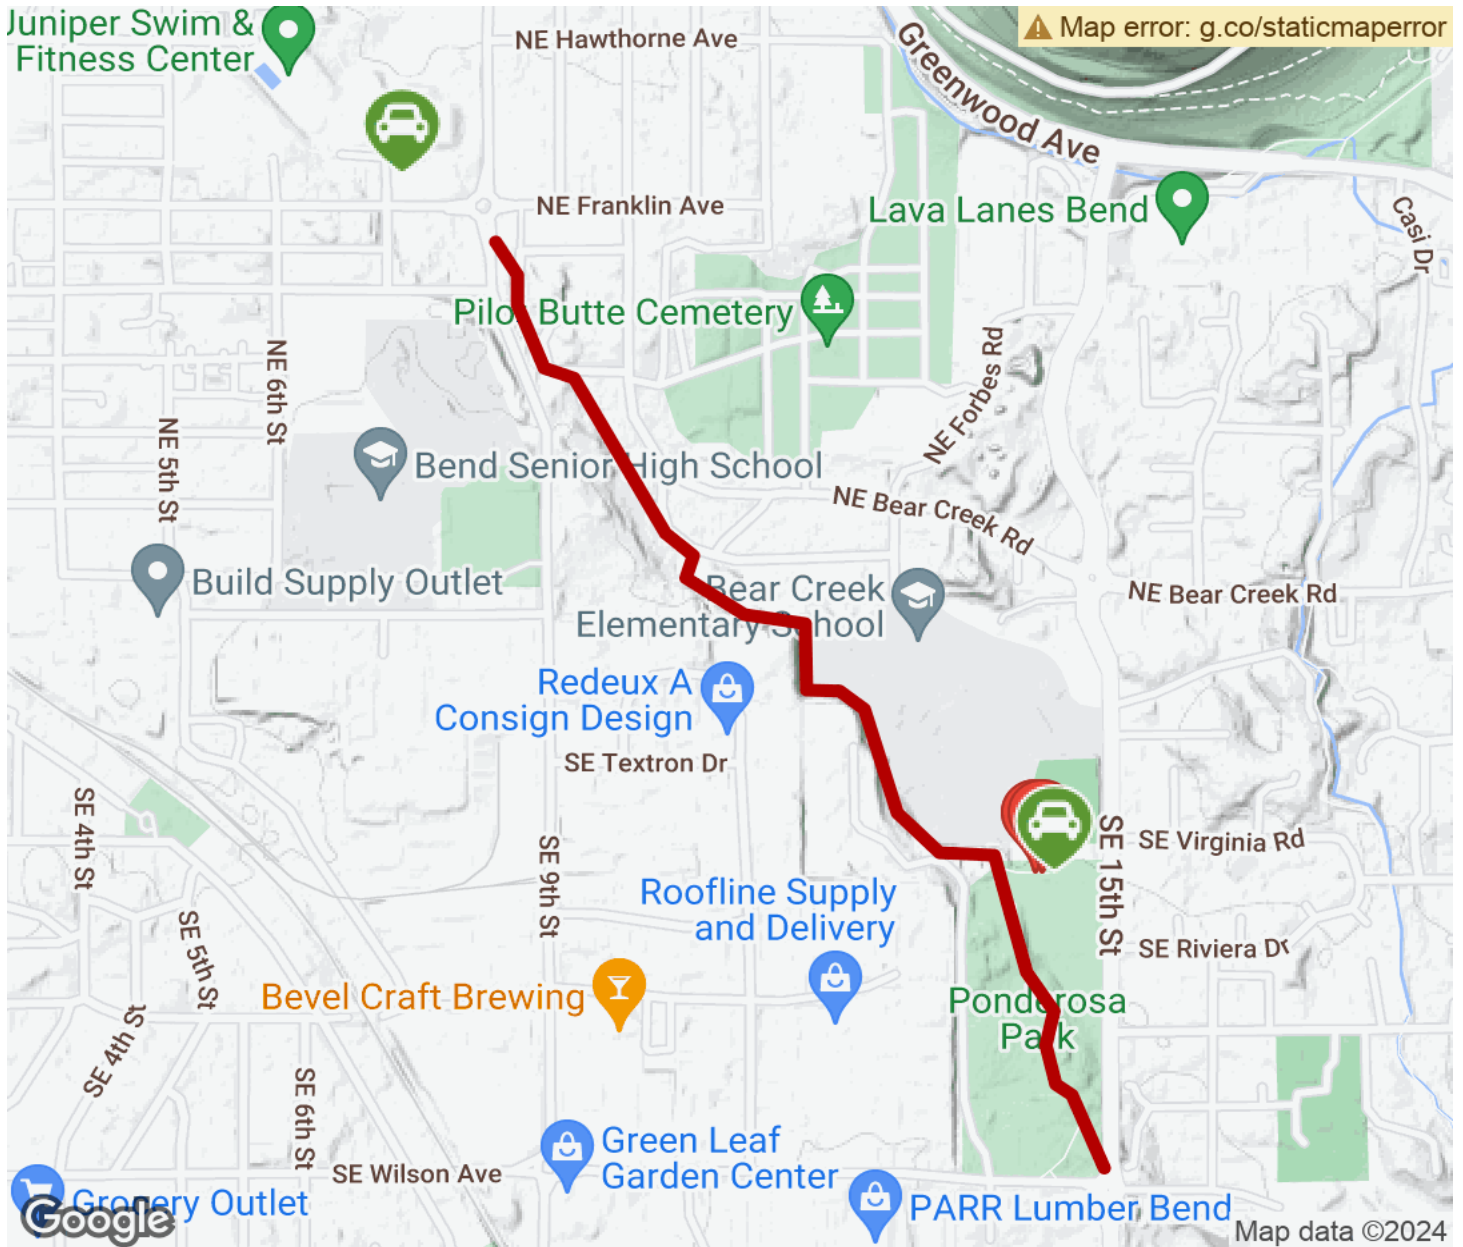 Juniper Swim &
Fitness Center
NE Hawthorne Ave
Map error: g.co/staticmaperror
Greenwood Ave
NE Franklin Ave
Lava Lanes Bend
Casi Dr
Pilot Butte Cemetery
NE 6th St
NE Forbes Rd
NE 5th St
Bend Senior High School
NE Bear Creek Rd
Build Supply Outlet
Bear Creek
Elementary School
NE Bear Creek Rd
Redeux A
Consign Design
SE Textron Dr
SE 4th St
SE 9th St
SE 15th St
SE Virginia Rd
Roofline Supply
and Delivery
SE 5th St
SE Riviera Dr
Bevel Craft Brewing
Ponderosa
Park
SE 4th St
SE 6th St
Green Leaf
Garden Center
SE Wilson Ave
Grocery Outlet
PARR Lumber Bend
Google
Map data ©2024